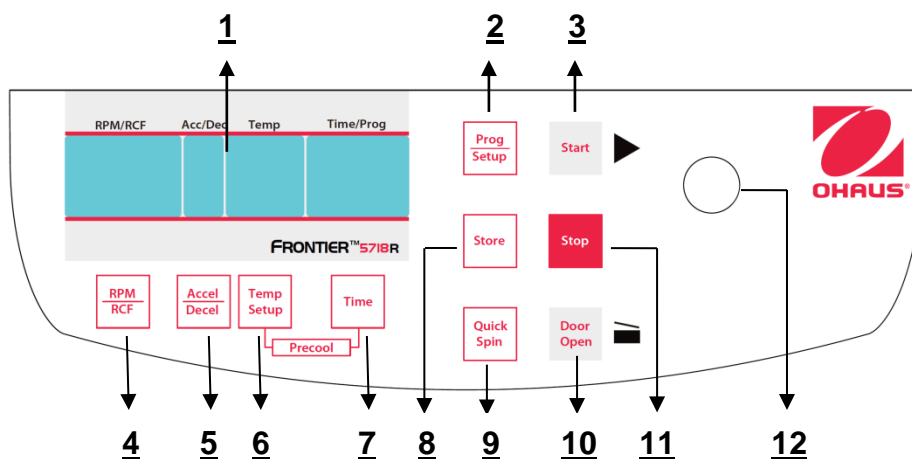 1 2 3
RPM/RCF Acc/Dec Temp Time/Prog
Prog
Setup
Start
OHAUS®
FRONTIER™5718R
Store
Stop
RPM
RCF
Accel
Decel
Temp
Setup
Time
Precool
Quick
Spin
Door
Open
4 5 6 7 8 9 10 11 12